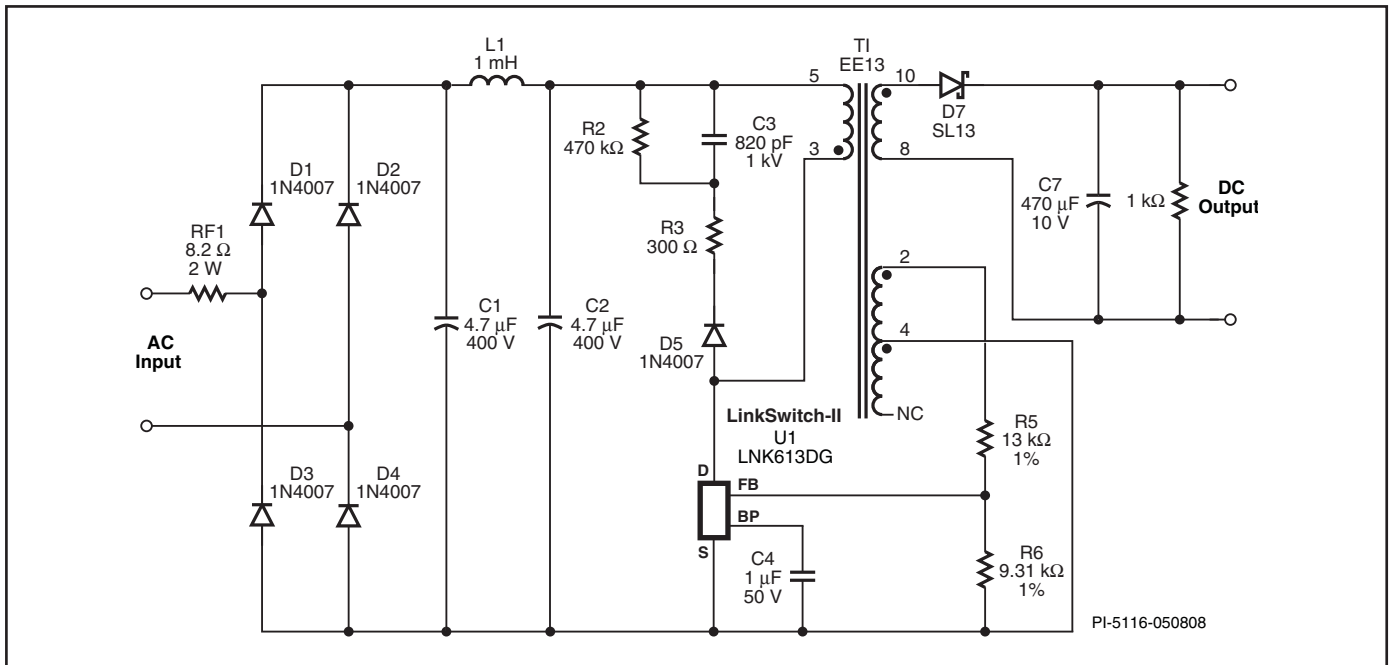 L1
1 mH
TI
EE13
5
10
D7
SL13
R2
470 kΩ
C3
820 pF
1 kV
3
8
D1
1N4007
D2
1N4007
C7
470 μF
10 V
1 kΩ
DC
Output
RF1
8.2 Ω
2 W
R3
300 Ω
2
AC
Input
C1
4.7 μF
400 V
C2
4.7 μF
400 V
D5
1N4007
4
NC
LinkSwitch-II
U1
LNK613DG
R5
13 kΩ
1%
D3
1N4007
D4
1N4007
D
FB
BP
S
C4
1 μF
50 V
R6
9.31 kΩ
1%
PI-5116-050808